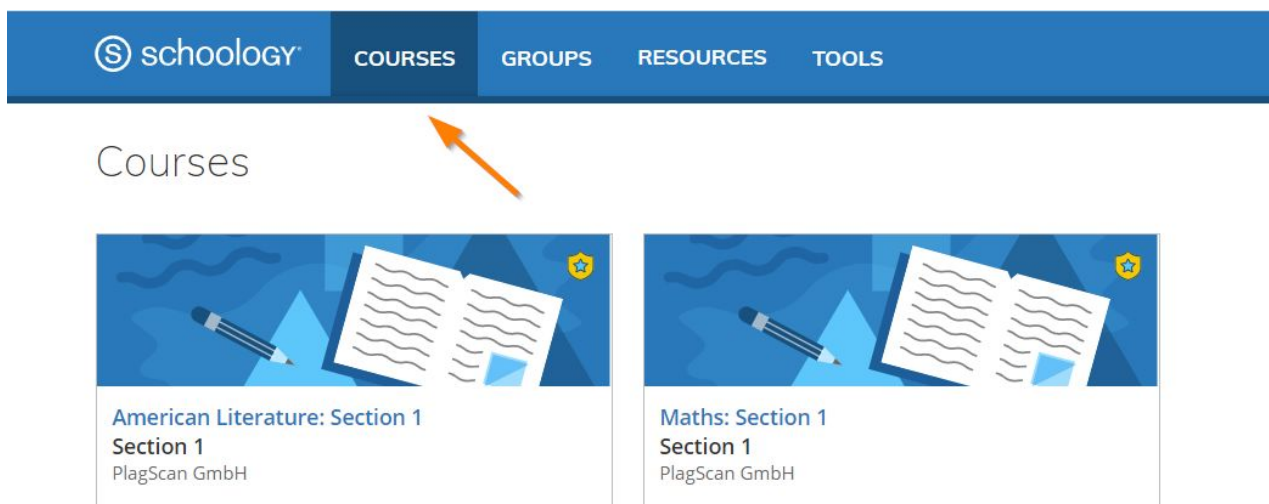 schoology COURSES GROUPS RESOURCES TOOLS
Courses
American Literature: Section 1
Section 1
PlagScan GmbH
Maths: Section 1
Section 1
PlagScan GmbH